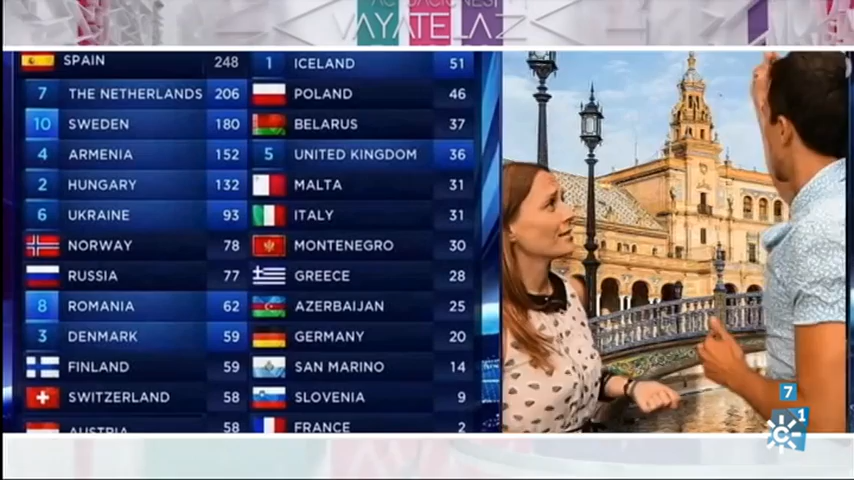 VAYATELAZ
SPAIN 248
7 THE NETHERLANDS 206
10 SWEDEN 180
4 ARMENIA 152
2 HUNGARY 132
6 UKRAINE 93
NORWAY 78
RUSSIA 77
8 ROMANIA 62
3 DENMARK 59
FINLAND 59
SWITZERLAND 58
AUSTRIA 58
1 ICELAND 51
POLAND 46
BELARUS 37
5 UNITED KINGDOM 36
MALTA 31
ITALY 31
MONTENEGRO 30
GREECE 28
AZERBAIJAN 25
GERMANY 20
SAN MARINO 14
SLOVENIA 9
FRANCE 2
7
1